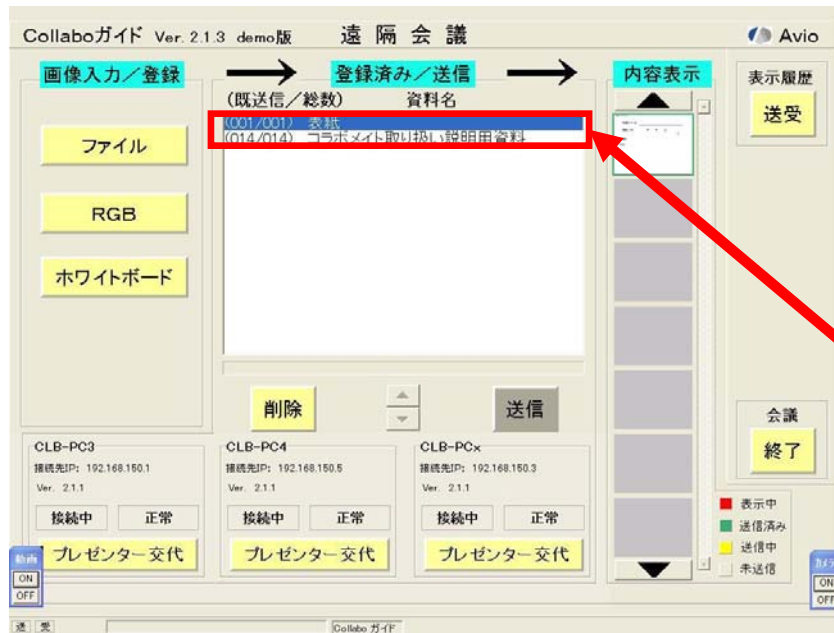 Collaboガイド Ver. 2.1.3 demo版 遠隔会議 Avio
画像入力/登録 登録済み/送信 内容表示 表示履歴
(既送信/総数) 資料名
送受
(001/001) 表紙
(014/014) コラボメイト取り扱い説明用資料
ファイル
RGB
ホワイトボード
削除 送信
会議
終了
CLB-PC3 CLB-PC4 CLB-PCx
接続先IP: 192.168.150.1 接続先IP: 192.168.150.5 接続先IP: 192.168.150.3
Ver. 2.1.1 Ver. 2.1.1 Ver. 2.1.1
接続中 正常 接続中 正常 接続中 正常
プレゼンター交代 プレゼンター交代 プレゼンター交代
表示中
送信済み
送信中
未送信
動画 カメラ
ON ON
OFF OFF
送 受 Collabo ガイド